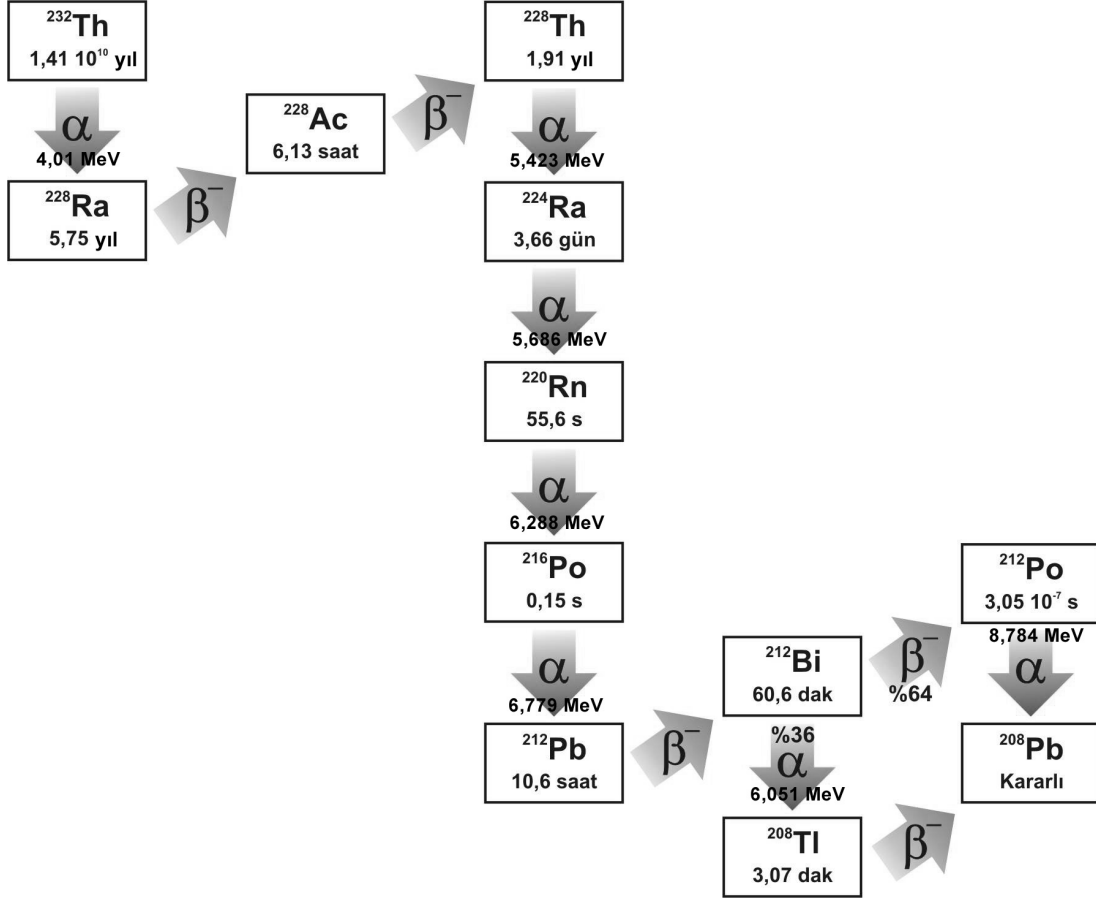 ²³²Th
1,41 10¹⁰ yıl
α
4,01 MeV
²²⁸Ra
5,75 yıl
β⁻
²²⁸Ac
6,13 saat
β⁻
²²⁸Th
1,91 yıl
α
5,423 MeV
²²⁴Ra
3,66 gün
α
5,686 MeV
²²⁰Rn
55,6 s
α
6,288 MeV
²¹⁶Po
0,15 s
α
6,779 MeV
²¹²Pb
10,6 saat
β⁻
²¹²Bi
60,6 dak
%36
α
6,051 MeV
²⁰⁸Tl
3,07 dak
β⁻
β⁻
%64
²¹²Po
3,05 10⁻⁷ s
8,784 MeV
α
²⁰⁸Pb
Kararlı